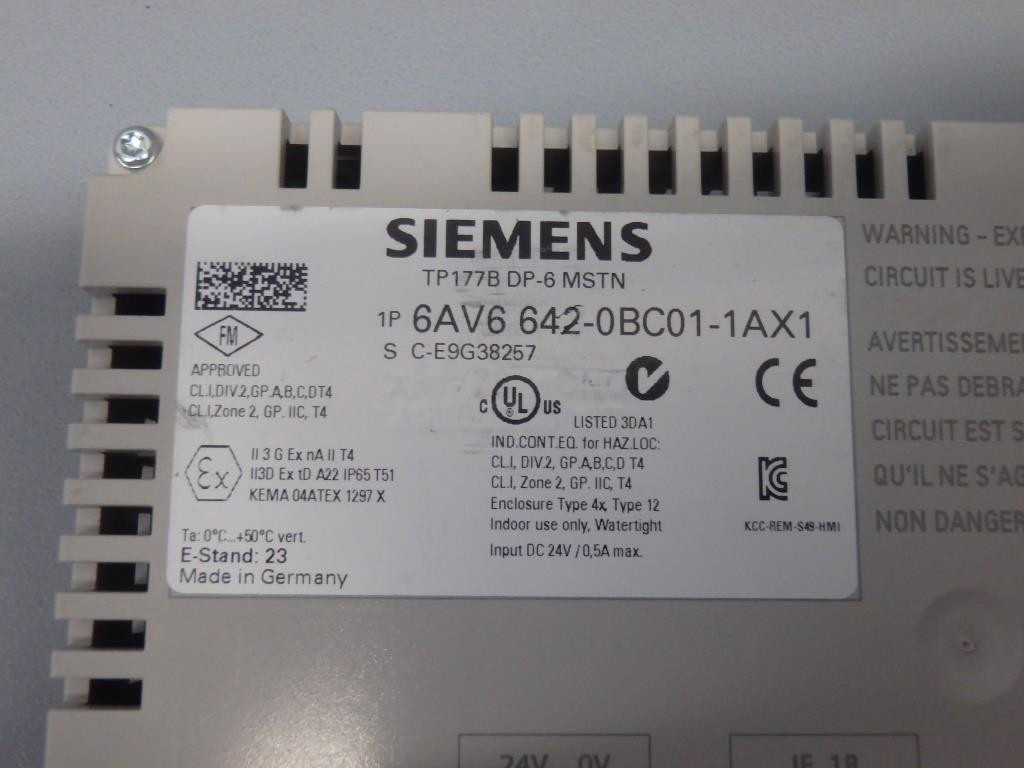 SIEMENS
TP177B DP-6 MSTN
1P 6AV6 642-0BC01-1AX1
S C-E9G38257
FM
APPROVED
CL.I,DIV.2,GP.A,B,C,DT4
CL.I,Zone 2, GP. IIC, T4
C UL US
LISTED 3DA1
CE
IND.CONT.EQ. for HAZ.LOC:
CL.I, DIV.2, GP.A,B,C,D T4
CL.I, Zone 2, GP. IIC, T4
Enclosure Type 4x, Type 12
Indoor use only, Watertight
Input DC 24V / 0,5A max.
Ex
II 3 G Ex nA II T4
II3D Ex tD A22 IP65 T51
KEMA 04ATEX 1297 X
KCC-REM-S49-HMI
Ta: 0°C...+50°C vert.
E-Stand: 23
Made in Germany
WARNING - EX
CIRCUIT IS LIVE
AVERTISSEME
NE PAS DEBRA
CIRCUIT EST S
QU'IL NE S'AG
NON DANGER
24V 0V
IF 1B